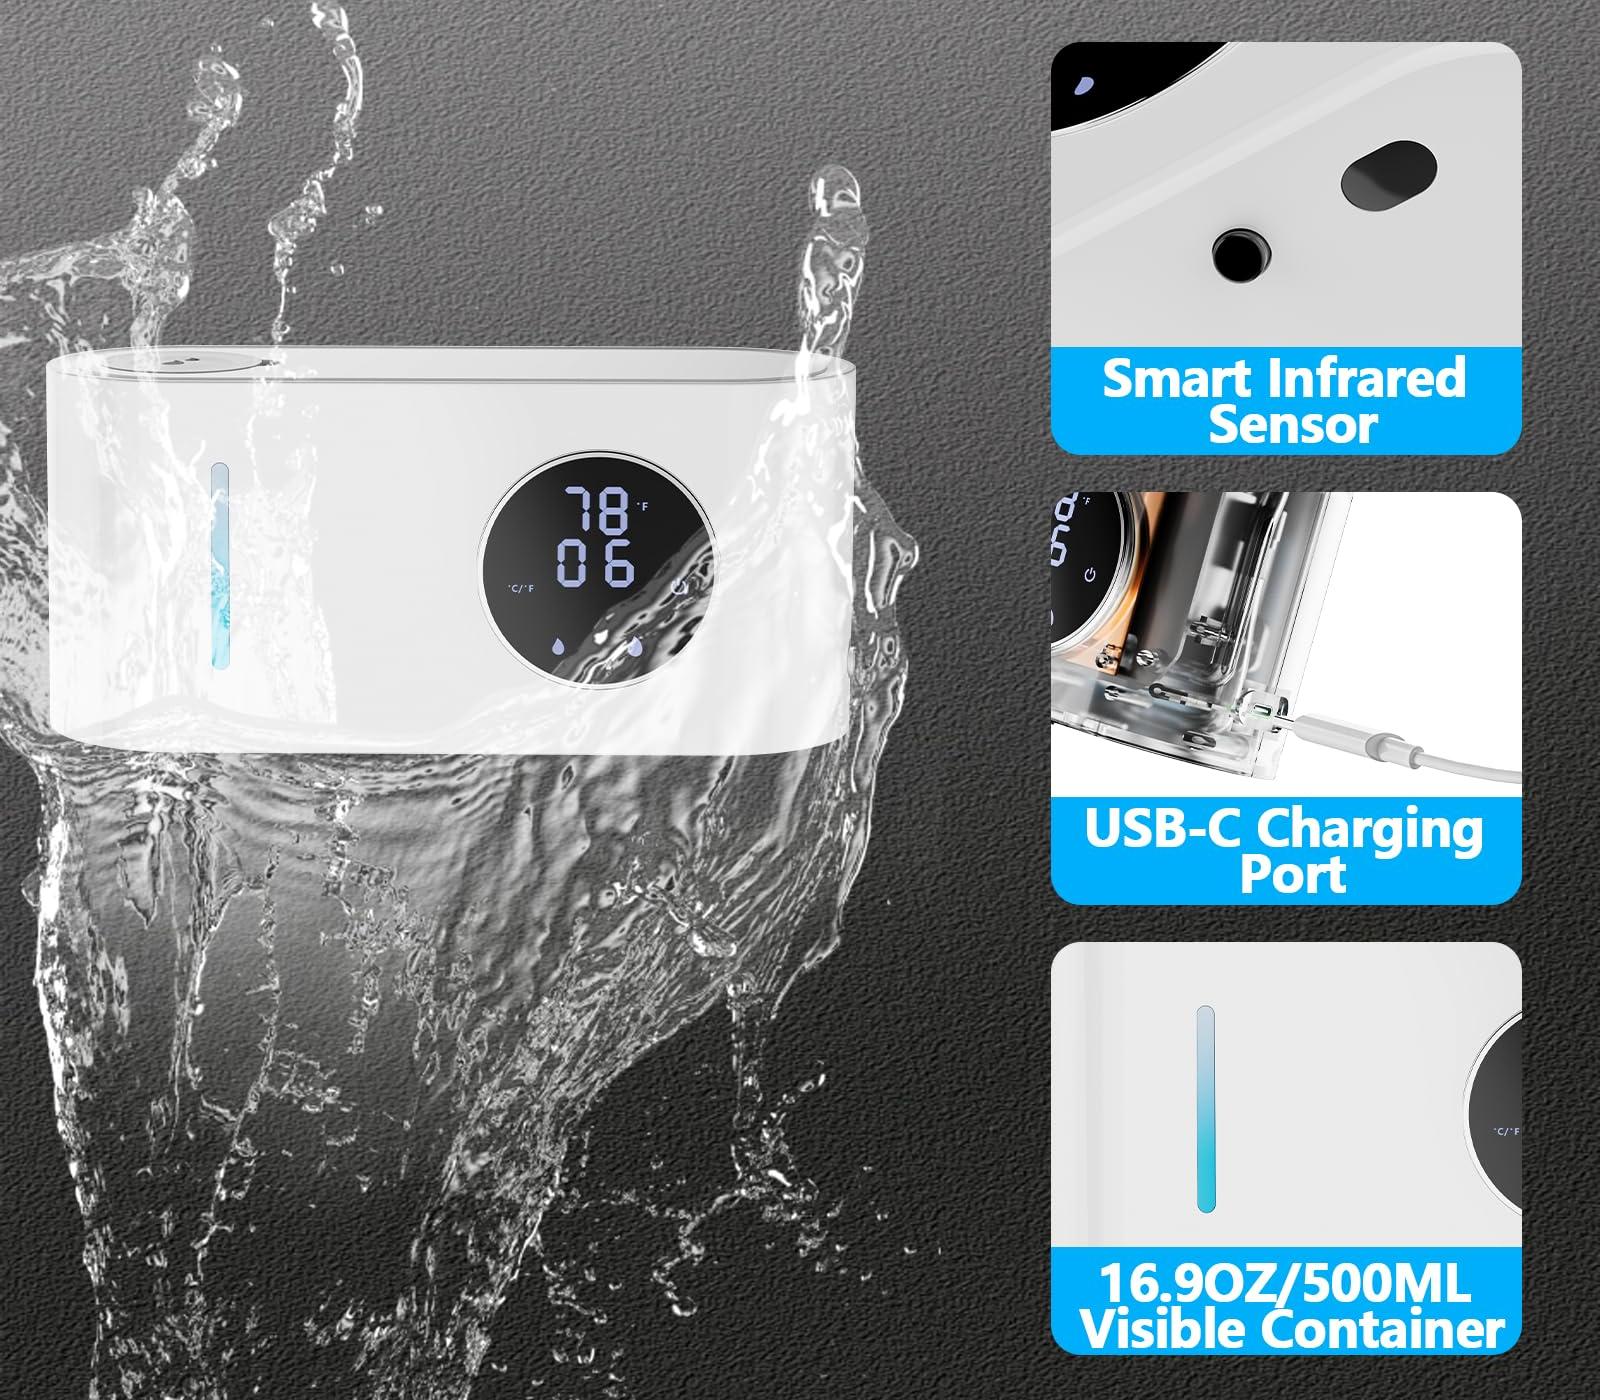 78 °F
06
°C/°F
Smart Infrared
Sensor
°F
USB-C Charging
Port
°C/°F
16.9OZ/500ML
Visible Container